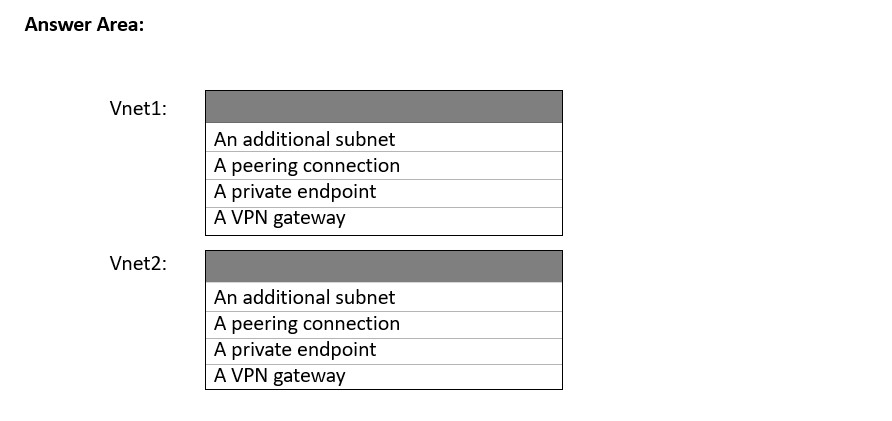 Answer Area:
Vnet1:
An additional subnet
A peering connection
A private endpoint
A VPN gateway
Vnet2:
An additional subnet
A peering connection
A private endpoint
A VPN gateway